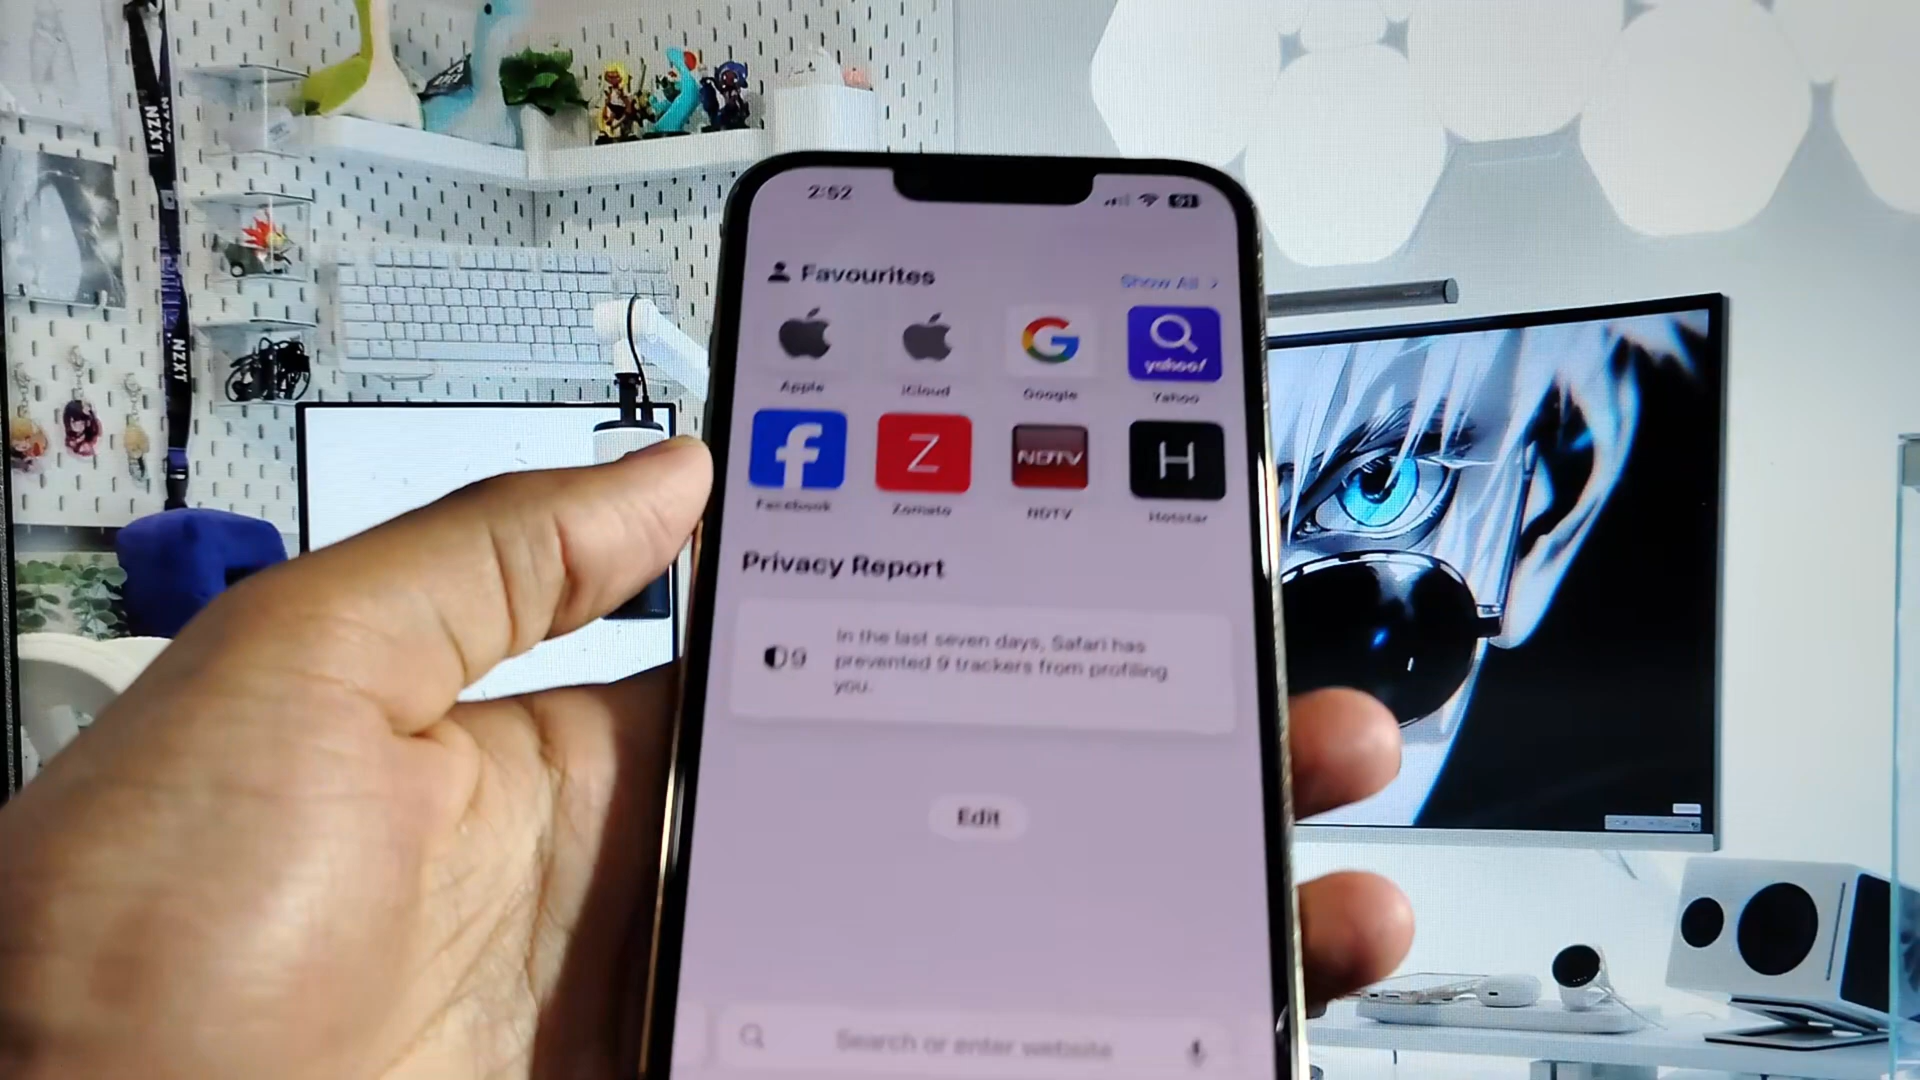 NZXT
NZXT
2:52
91
Favourites
Show All >
yahoo!
Apple
iCloud
Google
Yahoo
Z
NDTV
H
Facebook
Zomato
NDTV
Hotstar
Privacy Report
9
In the last seven days, Safari has
prevented 9 trackers from profiling
you.
Edit
Search or enter website